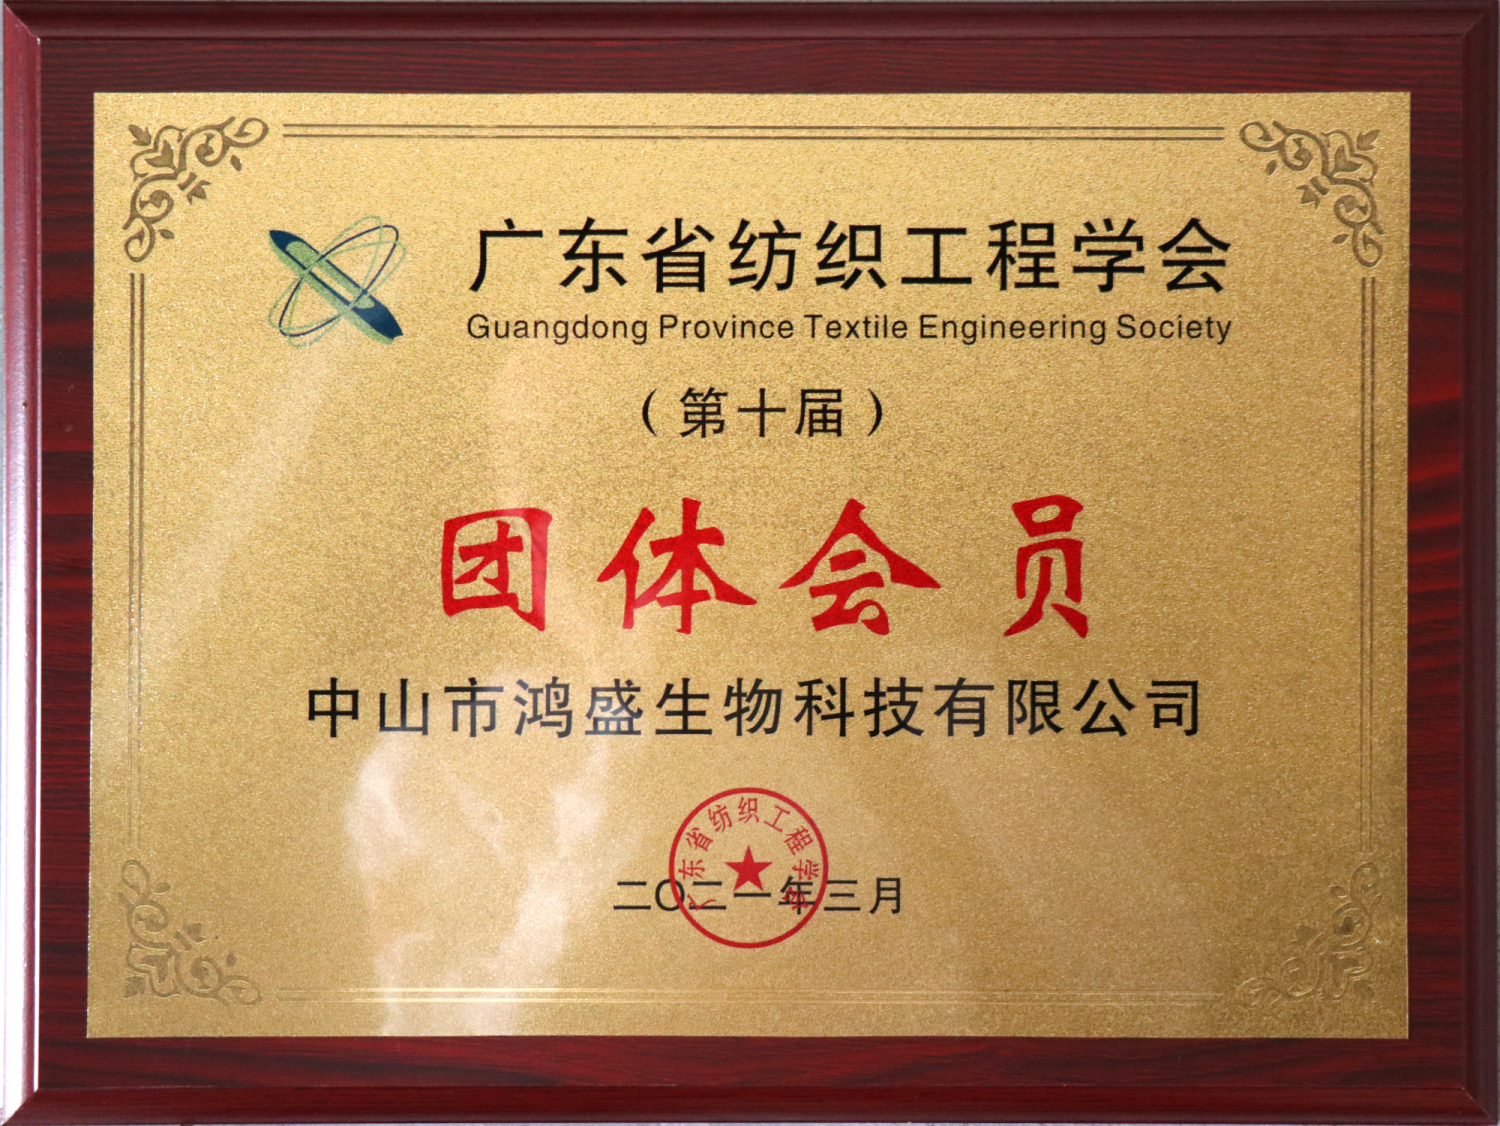 广东省纺织工程学会
Guangdong Province Textile Engineering Society
（第十届）
团体会员
中山市鸿盛生物科技有限公司
广东省纺织工程学会
二〇二一年三月